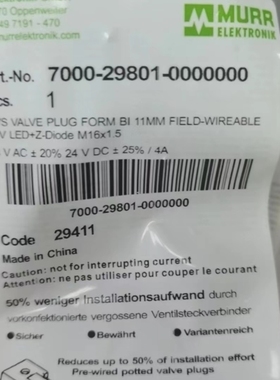 70 Oppenweiler
49 7191 - 470
murrelektronik.com
MURR
ELEKTRONIK
t.-No. 7000-29801-0000000
cs. 1
S VALVE PLUG FORM BI 11MM FIELD-WIREABLE
V LED+Z-Diode M16x1.5
V AC ± 20% 24 V DC ± 25% / 4A
7000-29801-0000000
Code 29411
Made in China
Caution: not for interrupting current
Attention: ne pas utiliser pour couper le courant
50% weniger Installationsaufwand durch
vorkonfektionierte vergossene Ventilsteckverbinder
●Sicher ●Bewährt ●Variantenreich
Reduces up to 50% of installation effort
Pre-wired potted valve plugs